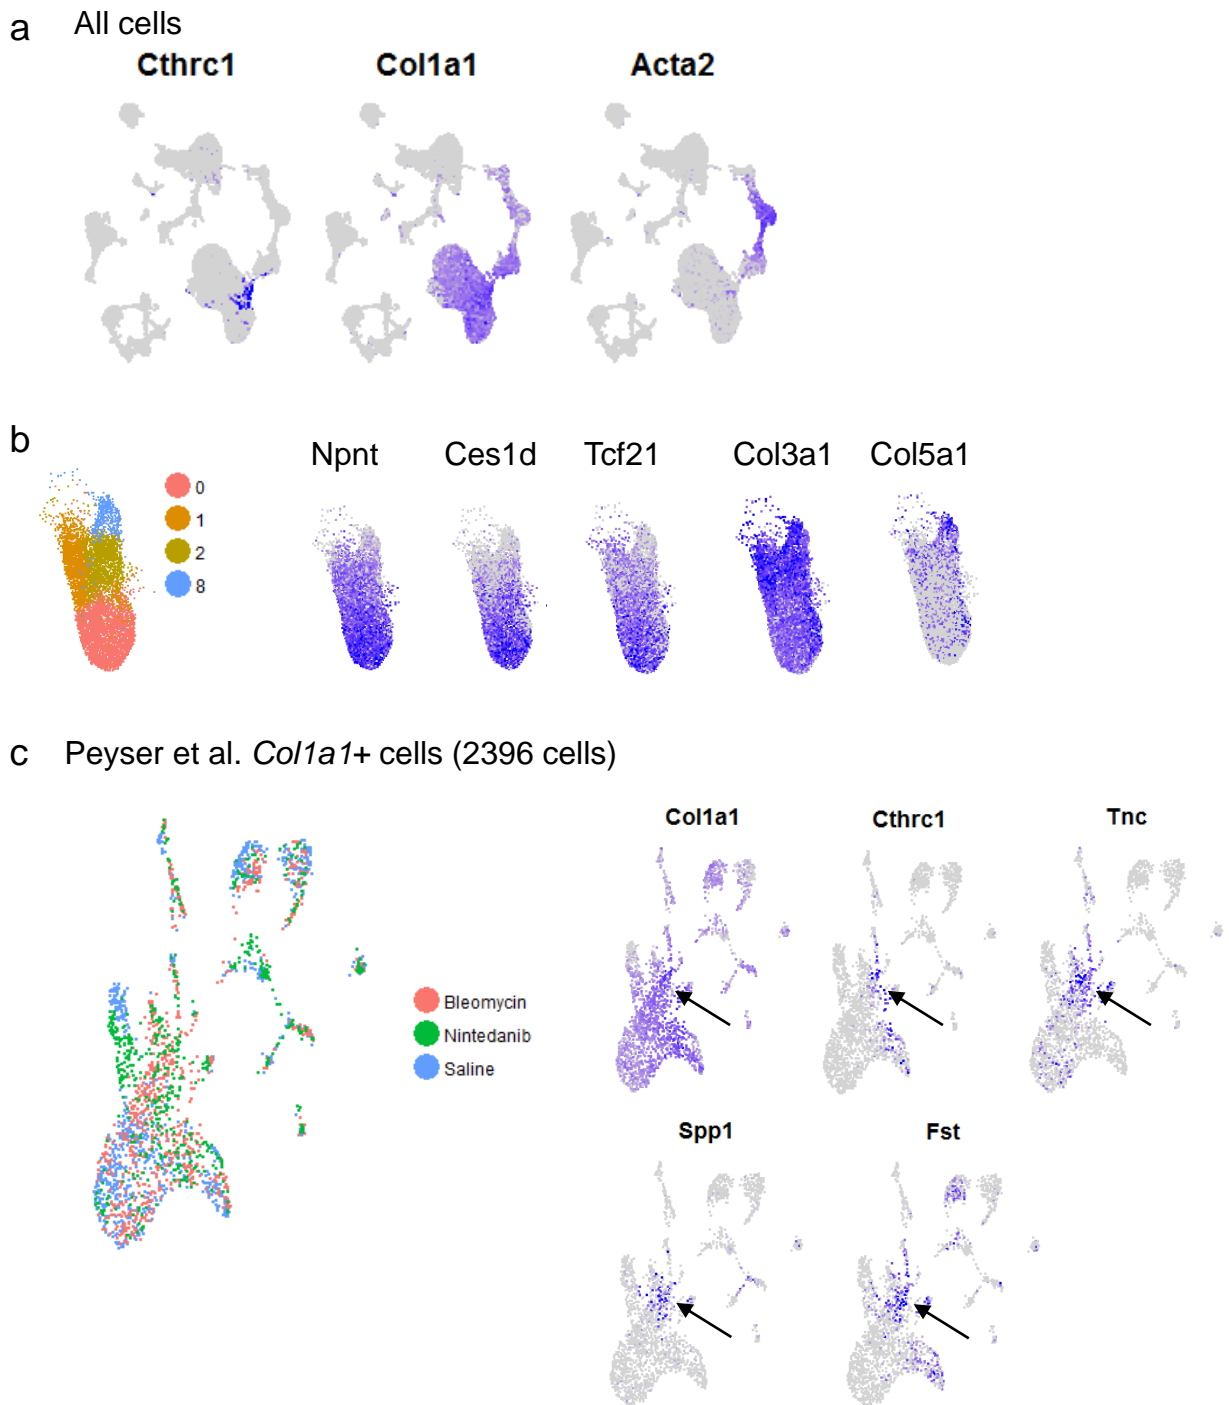 a All cells
Cthrc1 Col1a1 Acta2
b
Npnt Ces1d Tcf21 Col3a1 Col5a1
0
1
2
8
c Peyser et al. Col1a1+ cells (2396 cells)
Col1a1 Cthrc1 Tnc
Bleomycin
Nintedanib
Saline
Spp1 Fst